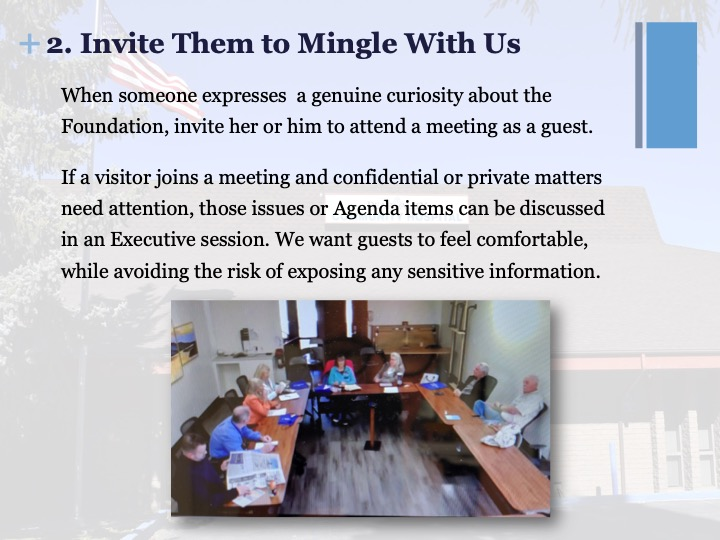 + 2. Invite Them to Mingle With Us
When someone expresses  a genuine curiosity about the
Foundation, invite her or him to attend a meeting as a guest.
If a visitor joins a meeting and confidential or private matters
need attention, those issues or Agenda items can be discussed
in an Executive session. We want guests to feel comfortable,
while avoiding the risk of exposing any sensitive information.